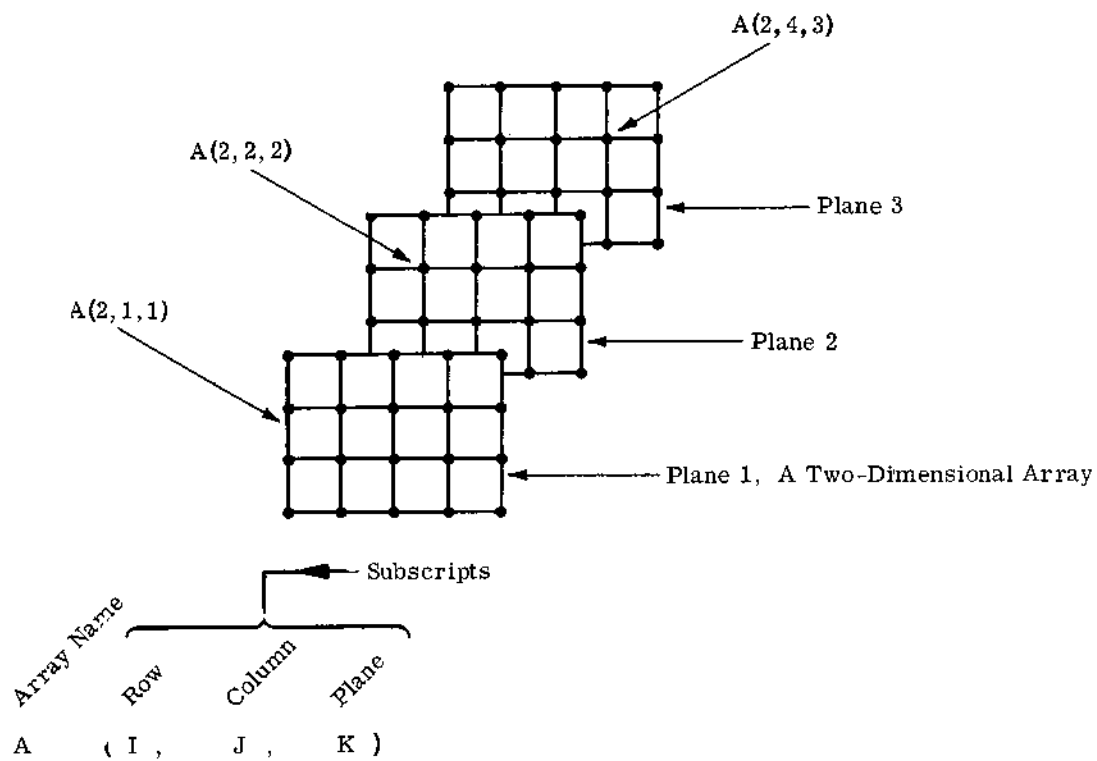 A(2,4,3)
A(2,2,2)
Plane 3
A(2,1,1)
Plane 2
Plane 1, A Two-Dimensional Array
Subscripts
Array Name
Row
Column
Plane
A ( I , J , K )